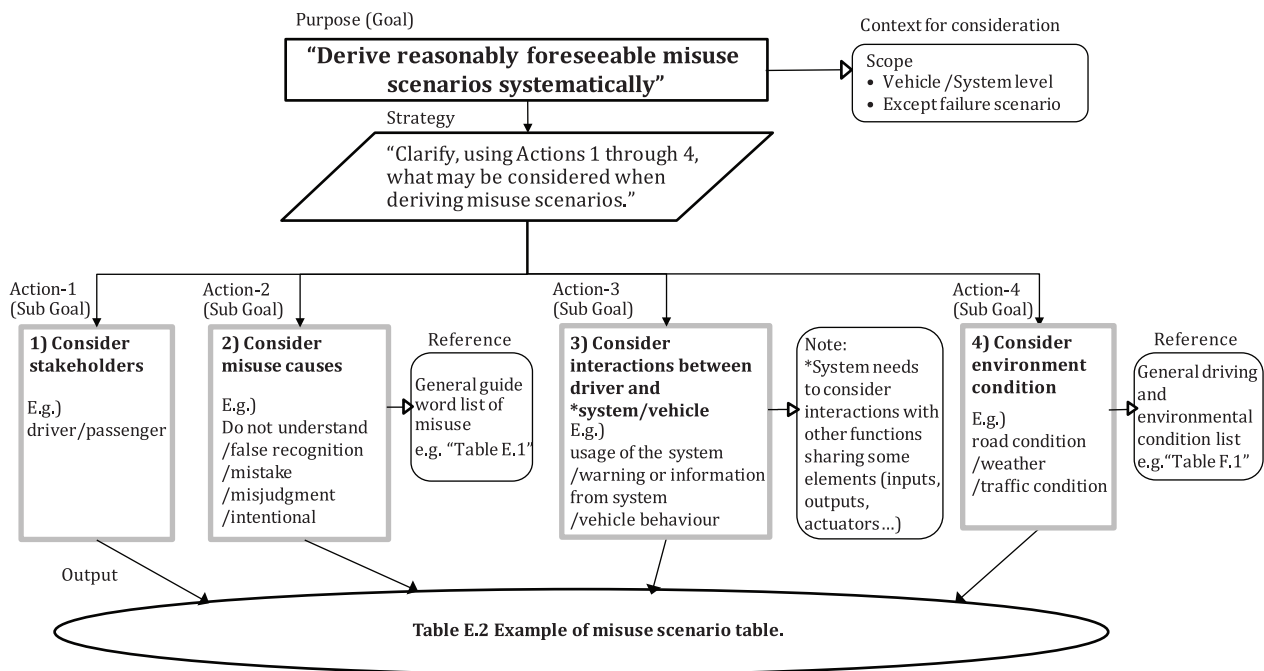 Purpose (Goal)
Context for consideration
“Derive reasonably foreseeable misuse
scenarios systematically”
Scope
• Vehicle /System level
• Except failure scenario
Strategy
“Clarify, using Actions 1 through 4,
what may be considered when
deriving misuse scenarios.”
Action-1
(Sub Goal)
1) Consider
stakeholders
E.g.)
driver/passenger
Action-2
(Sub Goal)
2) Consider
misuse causes
E.g.)
Do not understand
/false recognition
/mistake
/misjudgment
/intentional
Reference
General guide
word list of
misuse
e.g. “Table E.1”
Action-3
(Sub Goal)
3) Consider
interactions between
driver and
*system/vehicle
E.g.)
usage of the system
/warning or information
from system
/vehicle behaviour
Note:
*System needs
to consider
interactions with
other functions
sharing some
elements (inputs,
outputs,
actuators...)
Action-4
(Sub Goal)
4) Consider
environment
condition
E.g.)
road condition
/weather
/traffic condition
Reference
General driving
and
environmental
condition list
e.g.“Table F.1”
Output
Table E.2 Example of misuse scenario table.